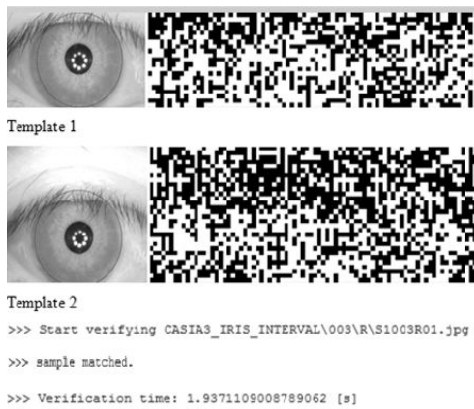 Template 1
Template 2
>>> Start verifying CASIA3_IRIS_INTERVAL\003\R\S1003R01.jpg
>>> sample matched.
>>> Verification time: 1.9371109008789062 [s]